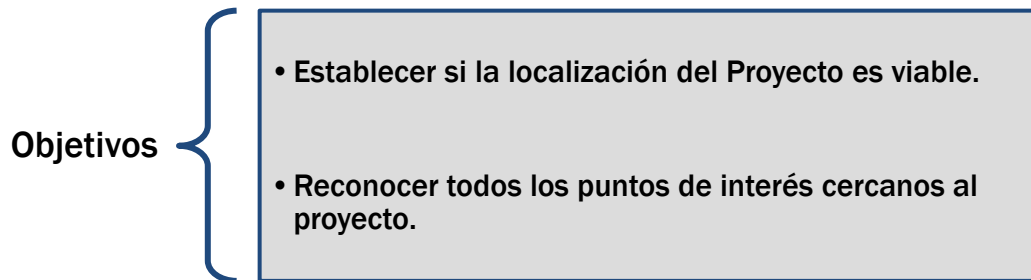 Objetivos
• Establecer si la localización del Proyecto es viable.
• Reconocer todos los puntos de interés cercanos al
proyecto.